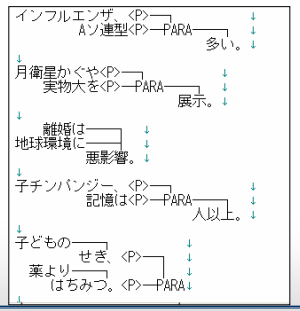 インフルエンザ、<P>─┐ ↓
Aソ連型<P>─PARA──┐ ↓
多い。↓
↓
月衛星かぐや<P>─┐ ↓
実物大を<P>─PARA──┐ ↓
展示。↓
↓
離婚は──┐ ↓
地球環境に──┤ ↓
悪影響。↓
↓
子チンパンジー、<P>─┐ ↓
記憶は<P>─PARA──┐ ↓
人以上。↓
↓
子どもの──┐ ↓
せき、<P>─┐ ↓
薬より──┐ │ ↓
はちみつ。<P>─PARA↓
↓